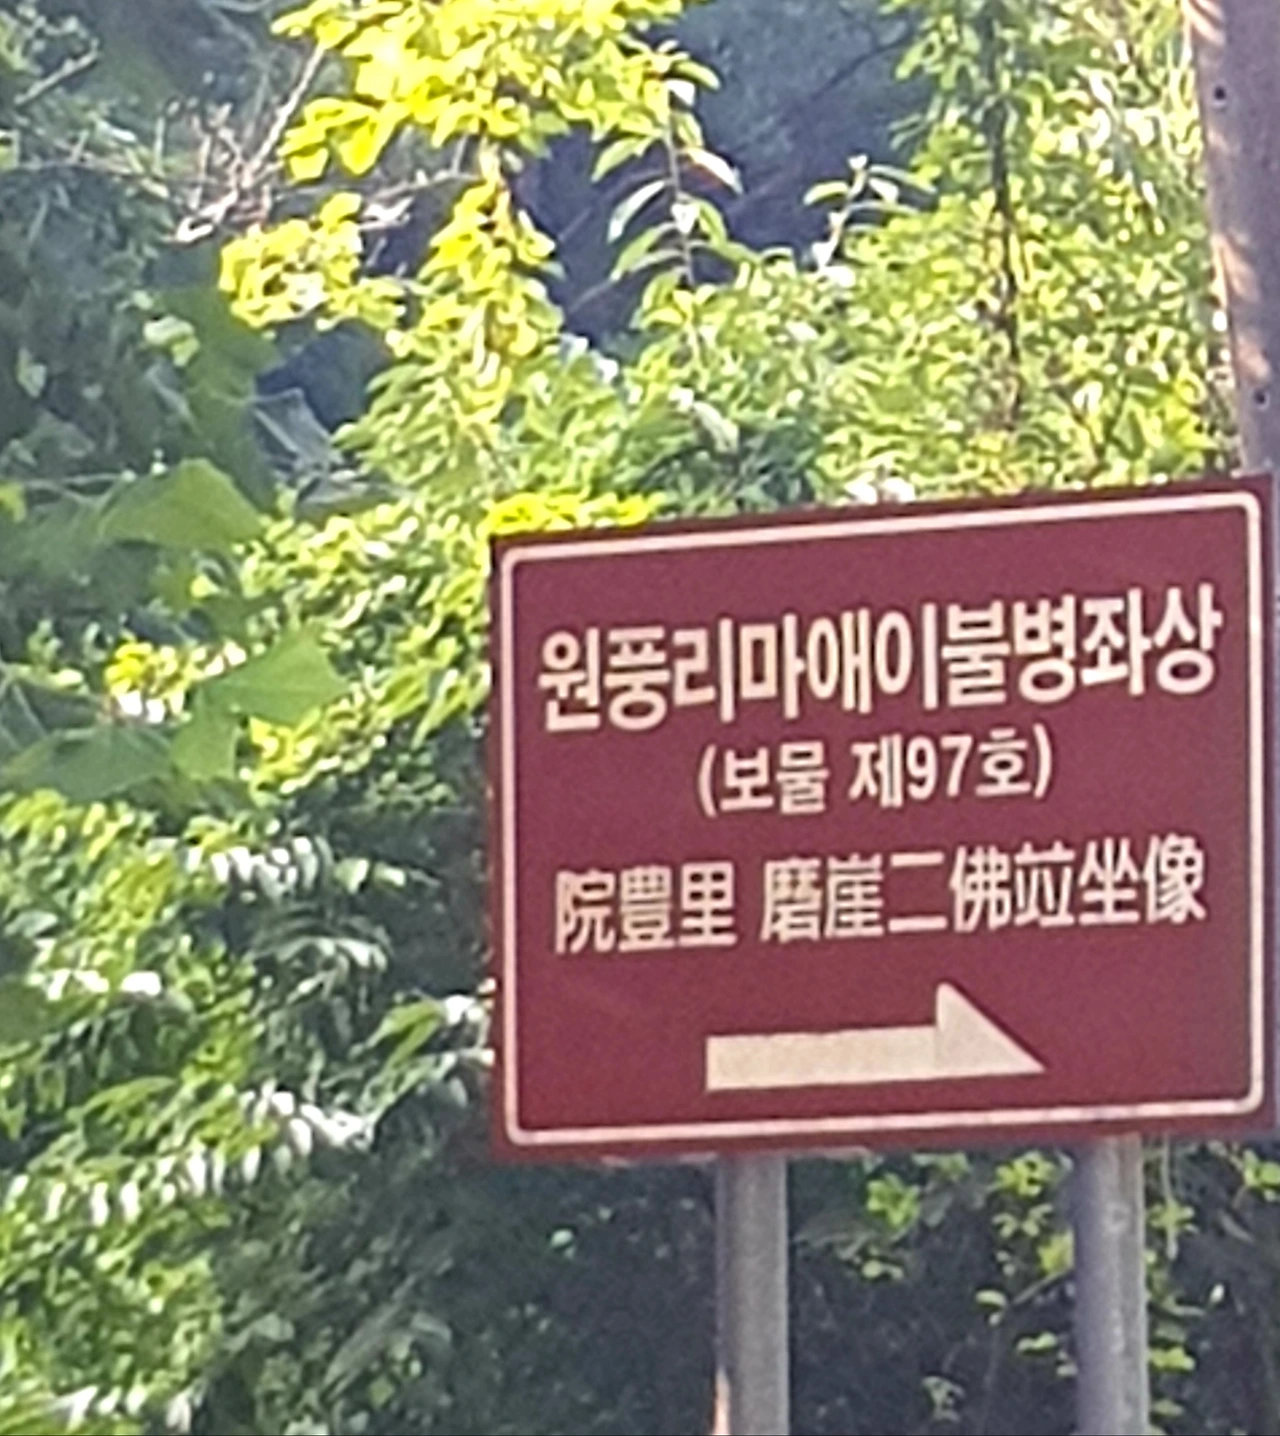 원풍리마애이불병좌상
(보물 제97호)
院豊里 磨崖二佛竝坐像